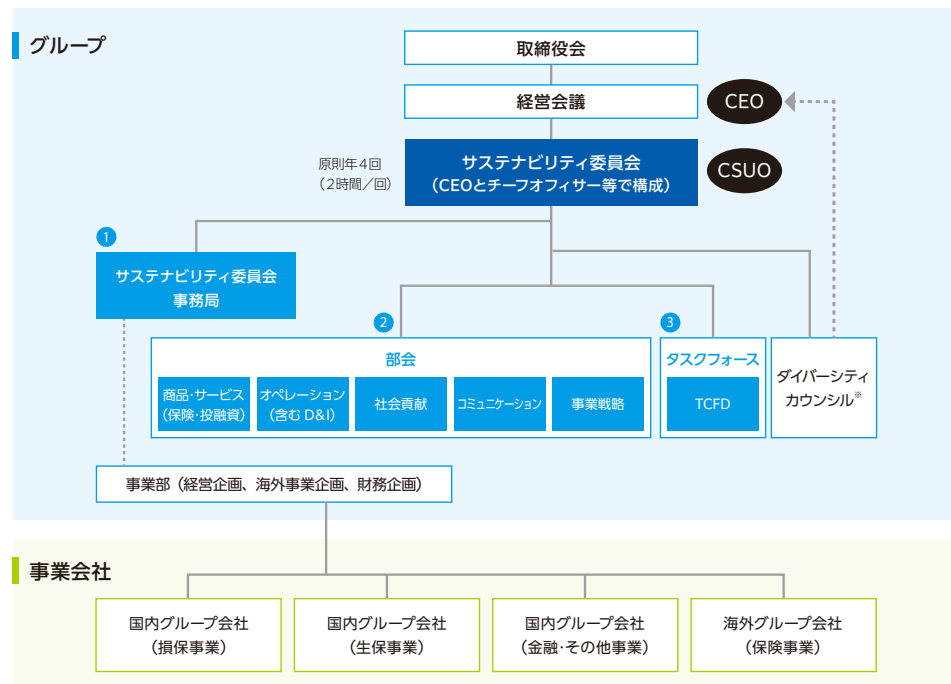 グループ
取締役会
経営会議
CEO
原則年4回
（2時間／回）
サステナビリティ委員会
（CEOとチーフオフィサー等で構成）
CSUO
1
サステナビリティ委員会
事務局
2
部会
商品・サービス
（保険・投融資）
オペレーション
（含む D&I）
社会貢献
コミュニケーション
事業戦略
3
タスクフォース
TCFD
ダイバーシティ
カウンシル※
事業部（経営企画、海外事業企画、財務企画）
事業会社
国内グループ会社
（損保事業）
国内グループ会社
（生保事業）
国内グループ会社
（金融・その他事業）
海外グループ会社
（保険事業）